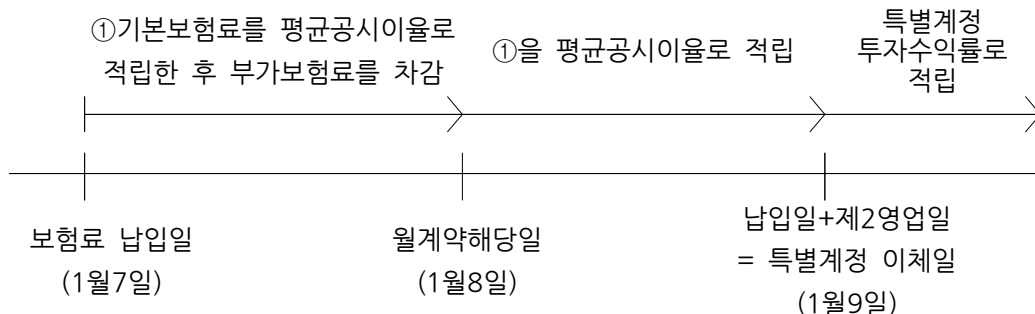 ①기본보험료를 평균공시이율로
적립한 후 부가보험료를 차감
①을 평균공시이율로 적립
특별계정
투자수익률로
적립
보험료 납입일
(1월7일)
월계약해당일
(1월8일)
납입일+제2영업일
= 특별계정 이체일
(1월9일)